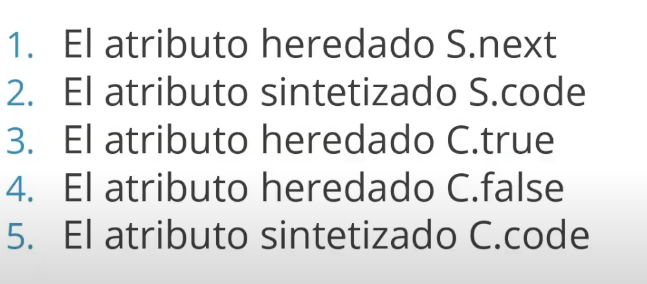 1. El atributo heredado S.next
2. El atributo sintetizado S.code
3. El atributo heredado C.true
4. El atributo heredado C.false
5. El atributo sintetizado C.code